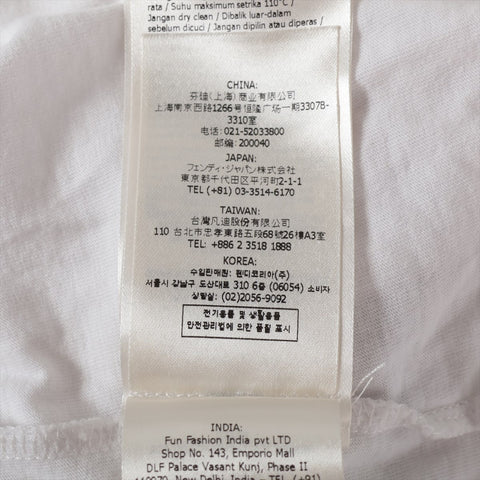 rata / Suhu maksimum setrika 110°C /
Jangan dry clean / Dibalik luar-dalam
sebelum dicuci / Jangan dipilin atau diperas /
CHINA:
芬迪(上海)商业有限公司
上海南京西路1266号恒隆广场一期33078-
3310室
电话: 021-52033800
邮编: 200040
JAPAN:
フェンディ・ジャパン株式会社
東京都千代田区平河町2-1-1
TEL (+81) 03-3514-6170
TAIWAN:
台灣凡迪股份有限公司
110 台北市忠孝東路五段68號23樓A3室
TEL: +886 2 3518 1888
KOREA:
수입판매원: 펜디코리아(주)
서울시 강남구 도산대로 310 6층 (06054) 소비자
상담실: (02)2056-9092
전기용품 및 생활용품
안전관리법에 의한 품질 표시
INDIA:
Fun Fashion India pvt LTD
Shop No. 143, Emporio Mall
DLF Palace Vasant Kunj, Phase II
110070, New Delhi, India - TEL (+91)